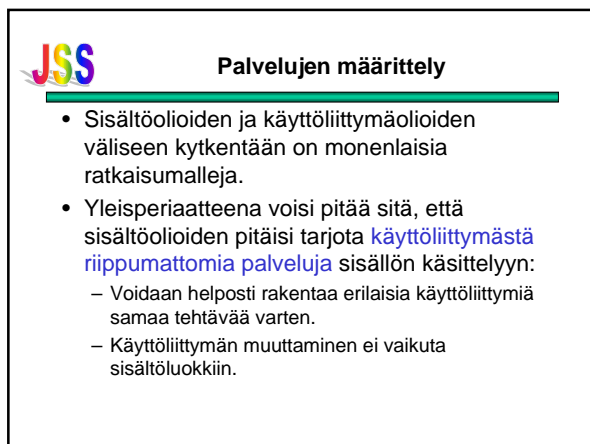 JSS
Palvelujen määrittely
• Sisältöolioiden ja käyttöliittymäolioiden
väliseen kytkentään on monenlaisia
ratkaisumalleja.
• Yleisperiaatteena voisi pitää sitä, että
sisältöolioiden pitäisi tarjota käyttöliittymästä
riippumattomia palveluja sisällön käsittelyyn:
– Voidaan helposti rakentaa erilaisia käyttöliittymiä
samaa tehtävää varten.
– Käyttöliittymän muuttaminen ei vaikuta
sisältöluokkiin.